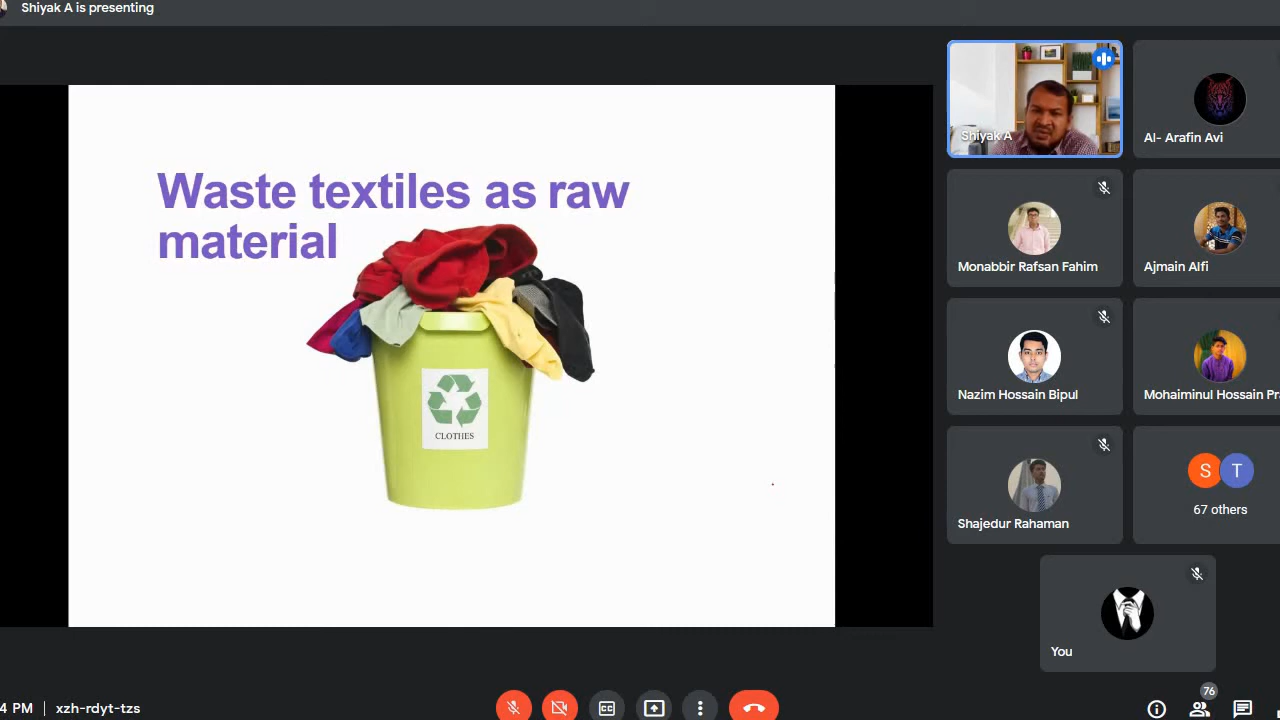 Shiyak A is presenting
Waste textiles as raw
material
CLOTHES
Shiyak A
Al- Arafin Avi
Monabbir Rafsan Fahim
Ajmain Alfi
Nazim Hossain Bipul
Mohaiminul Hossain
Shajedur Rahaman
S T
67 others
You
4 PM | xzh-rdyt-tzs
CC
76